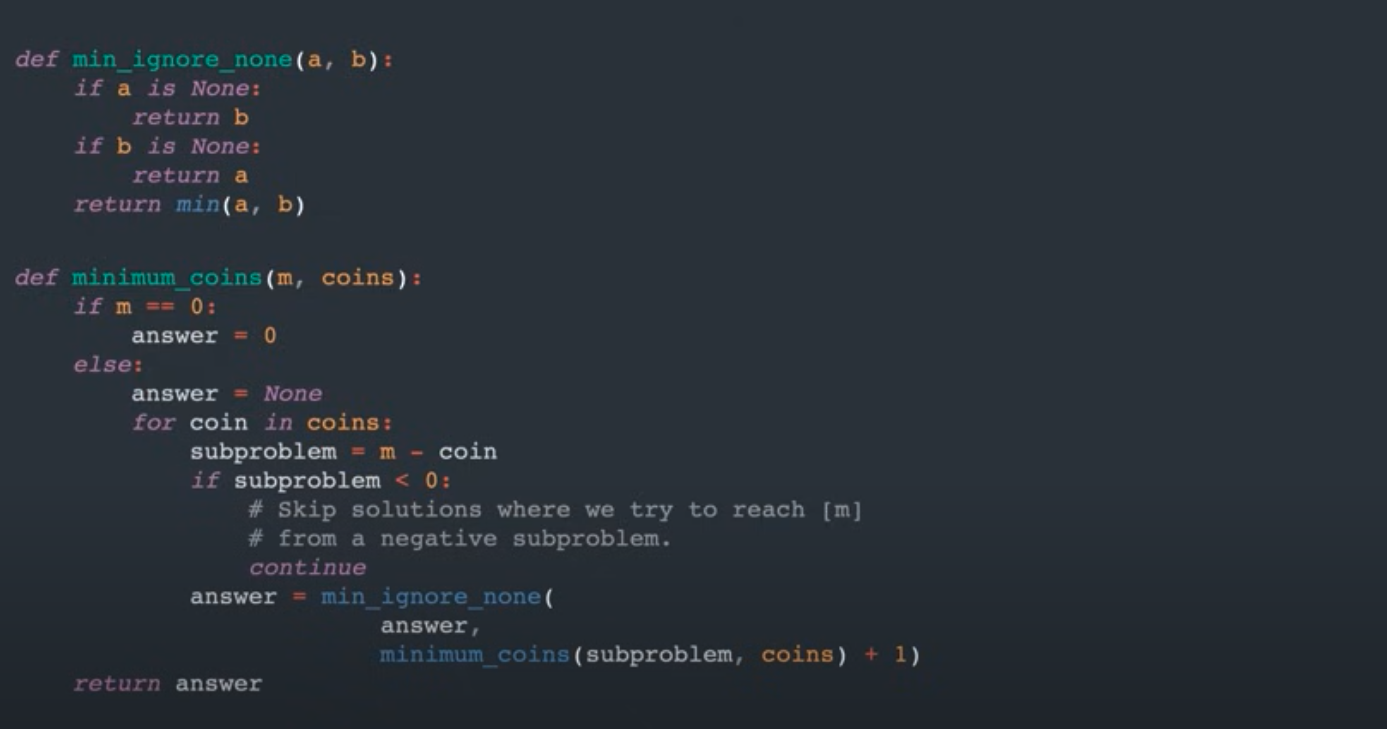 def min_ignore_none(a, b):
    if a is None:
        return b
    if b is None:
        return a
    return min(a, b)
def minimum_coins(m, coins):
    if m == 0:
        answer = 0
    else:
        answer = None
        for coin in coins:
            subproblem = m - coin
            if subproblem < 0:
                # Skip solutions where we try to reach [m]
                # from a negative subproblem.
                continue
            answer = min_ignore_none(
                         answer,
                         minimum_coins(subproblem, coins) + 1)
    return answer